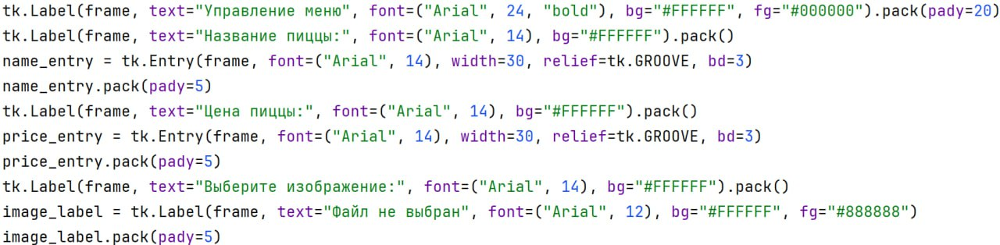 tk.Label(frame, text="Управление меню", font=("Arial", 24, "bold"), bg="#FFFFFF", fg="#000000").pack(pady=20)
tk.Label(frame, text="Название пиццы:", font=("Arial", 14), bg="#FFFFFF").pack()
name_entry = tk.Entry(frame, font=("Arial", 14), width=30, relief=tk.GROOVE, bd=3)
name_entry.pack(pady=5)
tk.Label(frame, text="Цена пиццы:", font=("Arial", 14), bg="#FFFFFF").pack()
price_entry = tk.Entry(frame, font=("Arial", 14), width=30, relief=tk.GROOVE, bd=3)
price_entry.pack(pady=5)
tk.Label(frame, text="Выберите изображение:", font=("Arial", 14), bg="#FFFFFF").pack()
image_label = tk.Label(frame, text="Файл не выбран", font=("Arial", 12), bg="#FFFFFF", fg="#888888")
image_label.pack(pady=5)